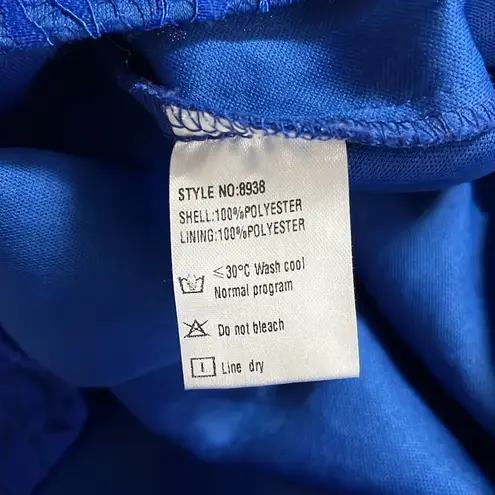 STYLE NO:8938
SHELL:100%POLYESTER
LINING:100%POLYESTER
≤30°C Wash cool
Normal program
Do not bleach
Line dry